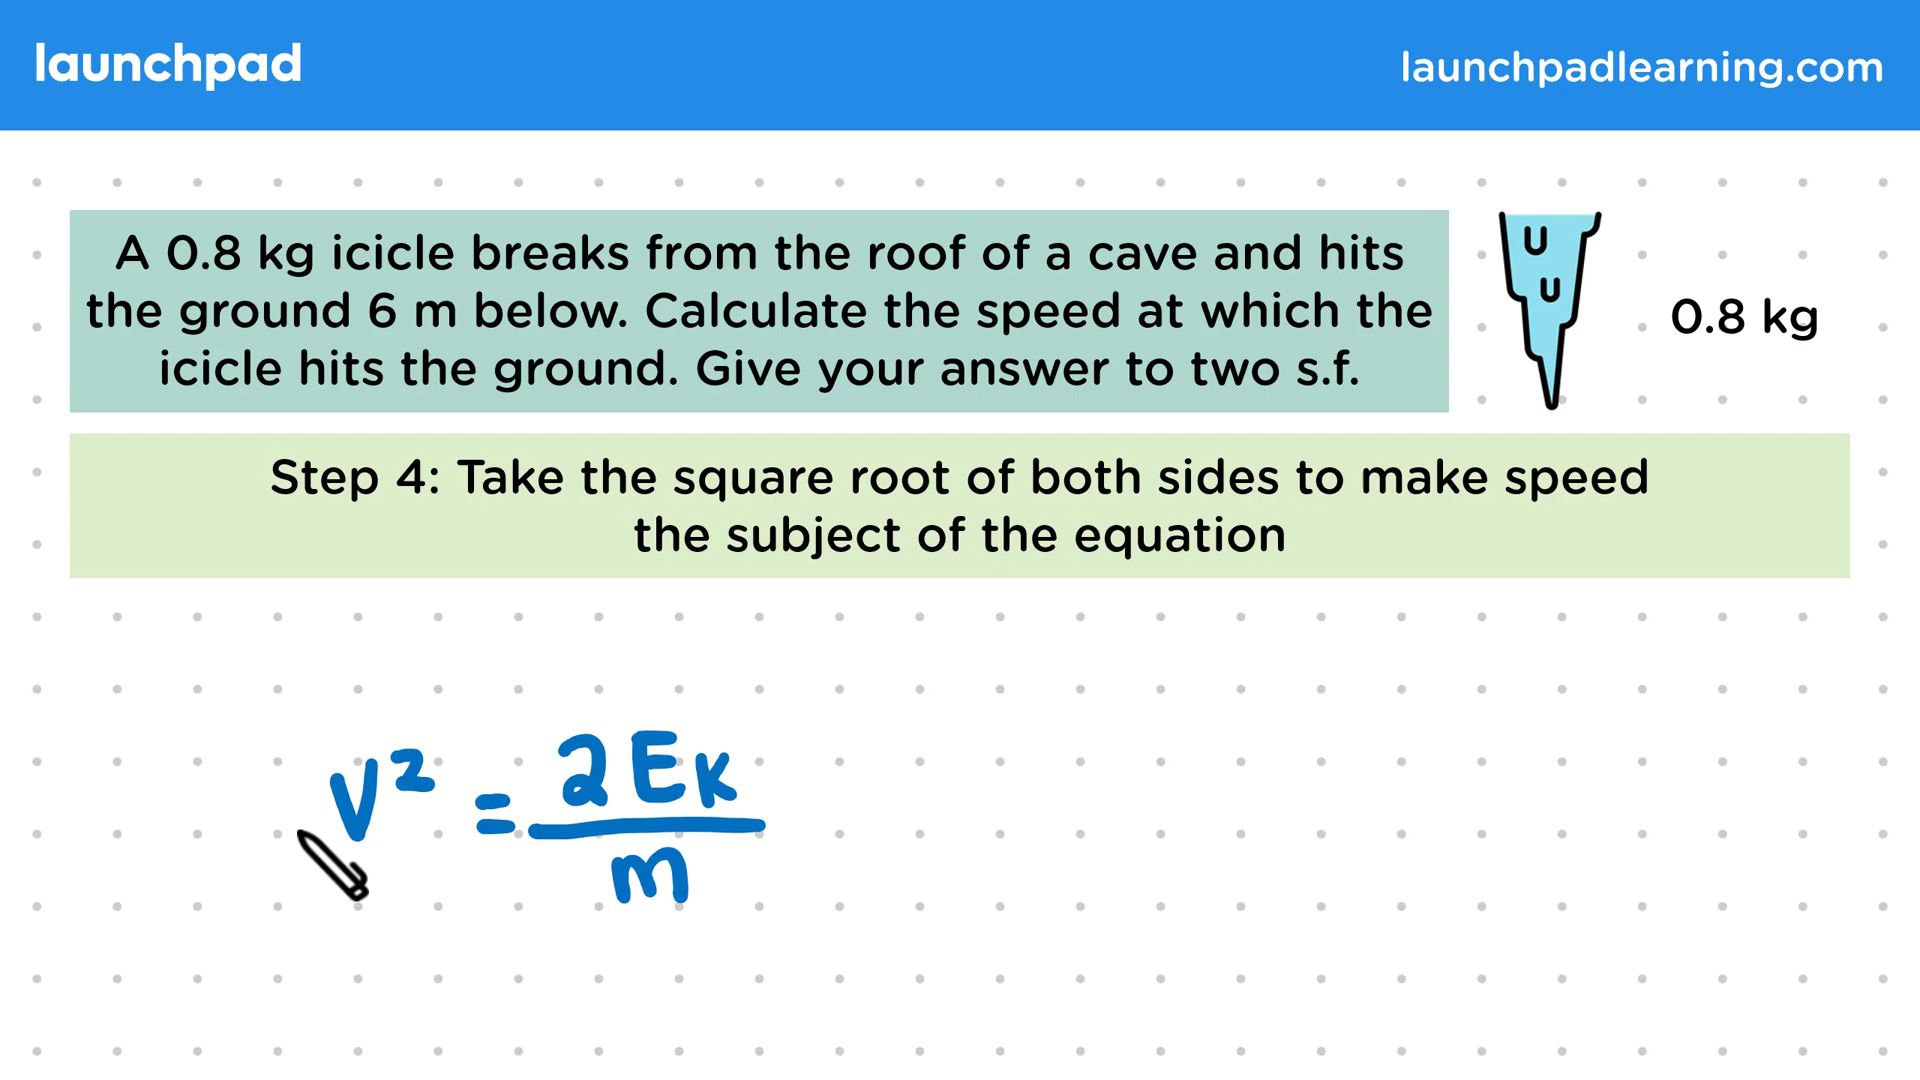 launchpad
launchpadlearning.com
A 0.8 kg icicle breaks from the roof of a cave and hits
the ground 6 m below. Calculate the speed at which the
icicle hits the ground. Give your answer to two s.f.
0.8 kg
Step 4: Take the square root of both sides to make speed
the subject of the equation
V² = 2 Ek
m